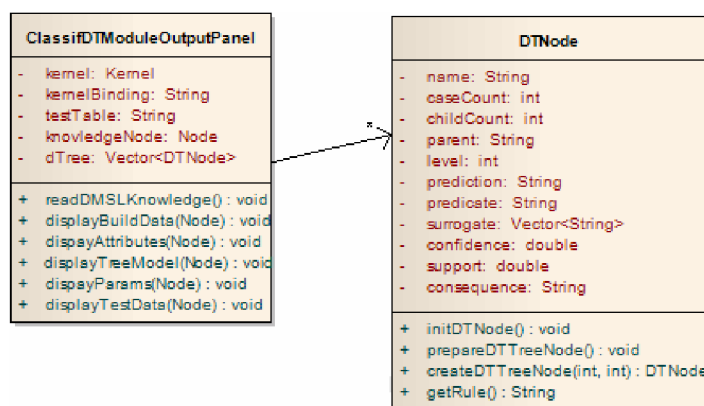 ClassifDTModuleOutputPanel
- kernel: Kernel
- kernelBinding: String
- testTable: String
- knovledgeNode: Node
- dTree: Vector<DTNode>
+ readDMSLKnowledge() : void
+ displayBuildData(Node) : void
+ dispayAttributes(Node) : void
+ displayTreeModel(Node) : void
+ dispayParams(Node) : void
+ displayTestData(Node) : void
*
DTNode
- name: String
- caseCount: int
- childCount: int
- parent: String
- level: int
- prediction: String
- predicate: String
- surrogate: Vector<String>
- confidence: double
- support: double
- consequence: String
+ initDTNode() : void
+ prepareDTTreeNode() : void
+ createDTTreeNode(int, int) : DTNode
+ getRule() : String